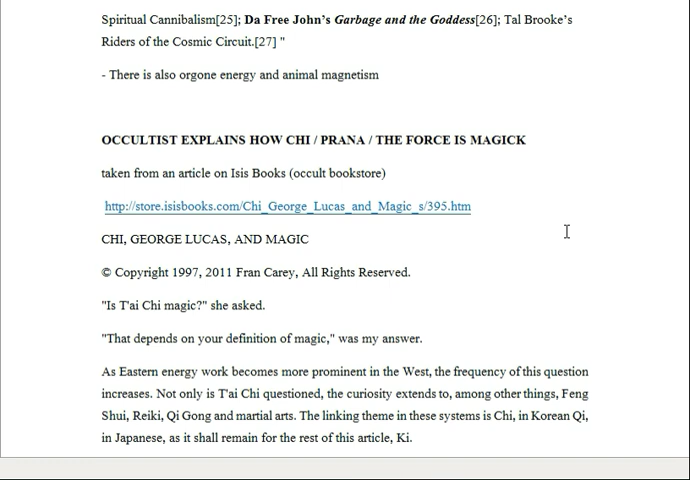 Spiritual Cannibalism[25]; Da Free John's Garbage and the Goddess[26]; Tal Brooke's
Riders of the Cosmic Circuit.[27] "
- There is also orgone energy and animal magnetism
OCCULTIST EXPLAINS HOW CHI / PRANA / THE FORCE IS MAGICK
taken from an article on Isis Books (occult bookstore)
http://store.isisbooks.com/Chi_George_Lucas_and_Magic_s/395.htm
CHI, GEORGE LUCAS, AND MAGIC
© Copyright 1997, 2011 Fran Carey, All Rights Reserved.
"Is T'ai Chi magic?" she asked.
"That depends on your definition of magic," was my answer.
As Eastern energy work becomes more prominent in the West, the frequency of this question
increases. Not only is T'ai Chi questioned, the curiosity extends to, among other things, Feng
Shui, Reiki, Qi Gong and martial arts. The linking theme in these systems is Chi, in Korean Qi,
in Japanese, as it shall remain for the rest of this article, Ki.